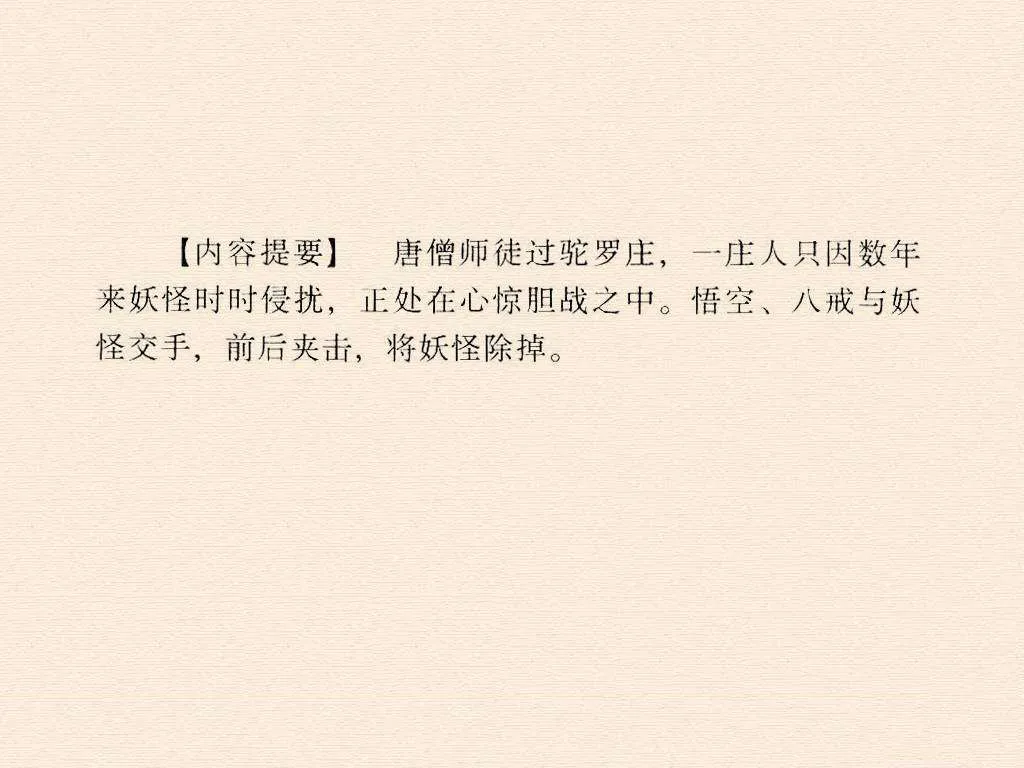 【内容提要】 唐僧师徒过驼罗庄，一庄人只因数年
来妖怪时时侵扰，正处在心惊胆战之中。悟空、八戒与妖
怪交手，前后夹击，将妖怪除掉。